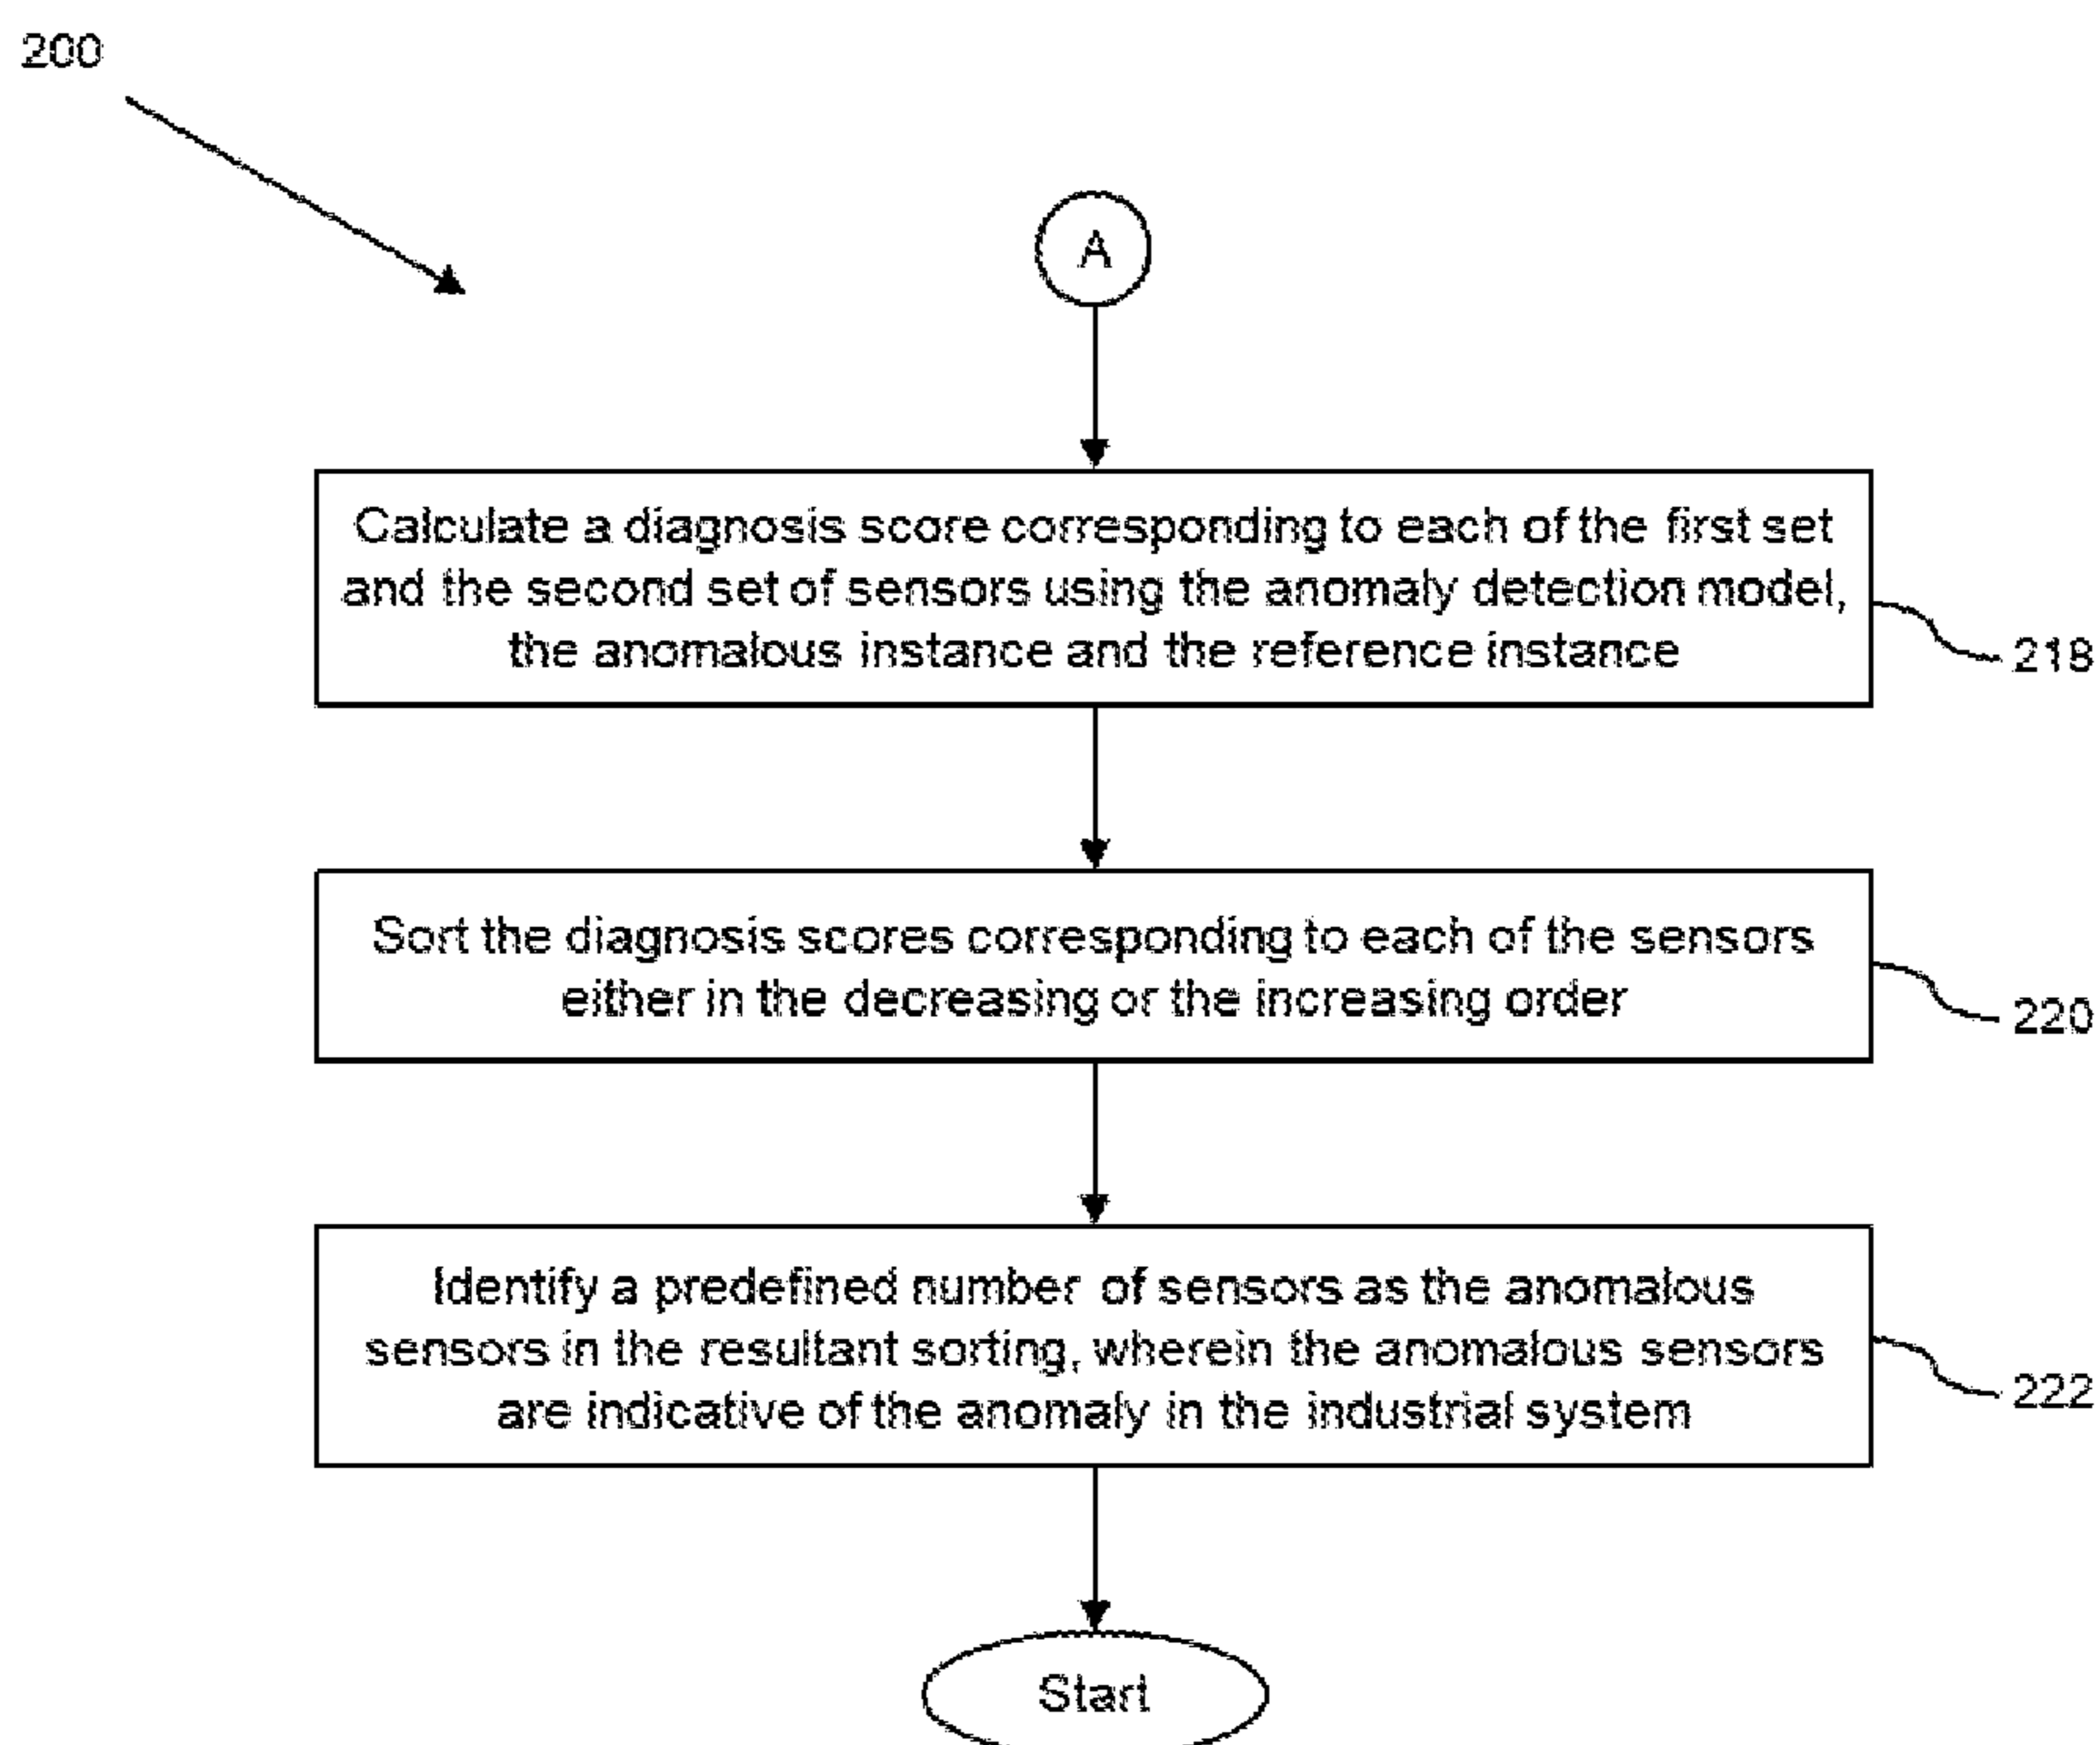 200
A
Calculate a diagnosis score corresponding to each of the first set
and the second set of sensors using the anomaly detection model,
the anomalous instance and the reference instance
218
Sort the diagnosis scores corresponding to each of the sensors
either in the decreasing or the increasing order
220
Identify a predefined number of sensors as the anomalous
sensors in the resultant sorting, wherein the anomalous sensors
are indicative of the anomaly in the industrial system
222
Start